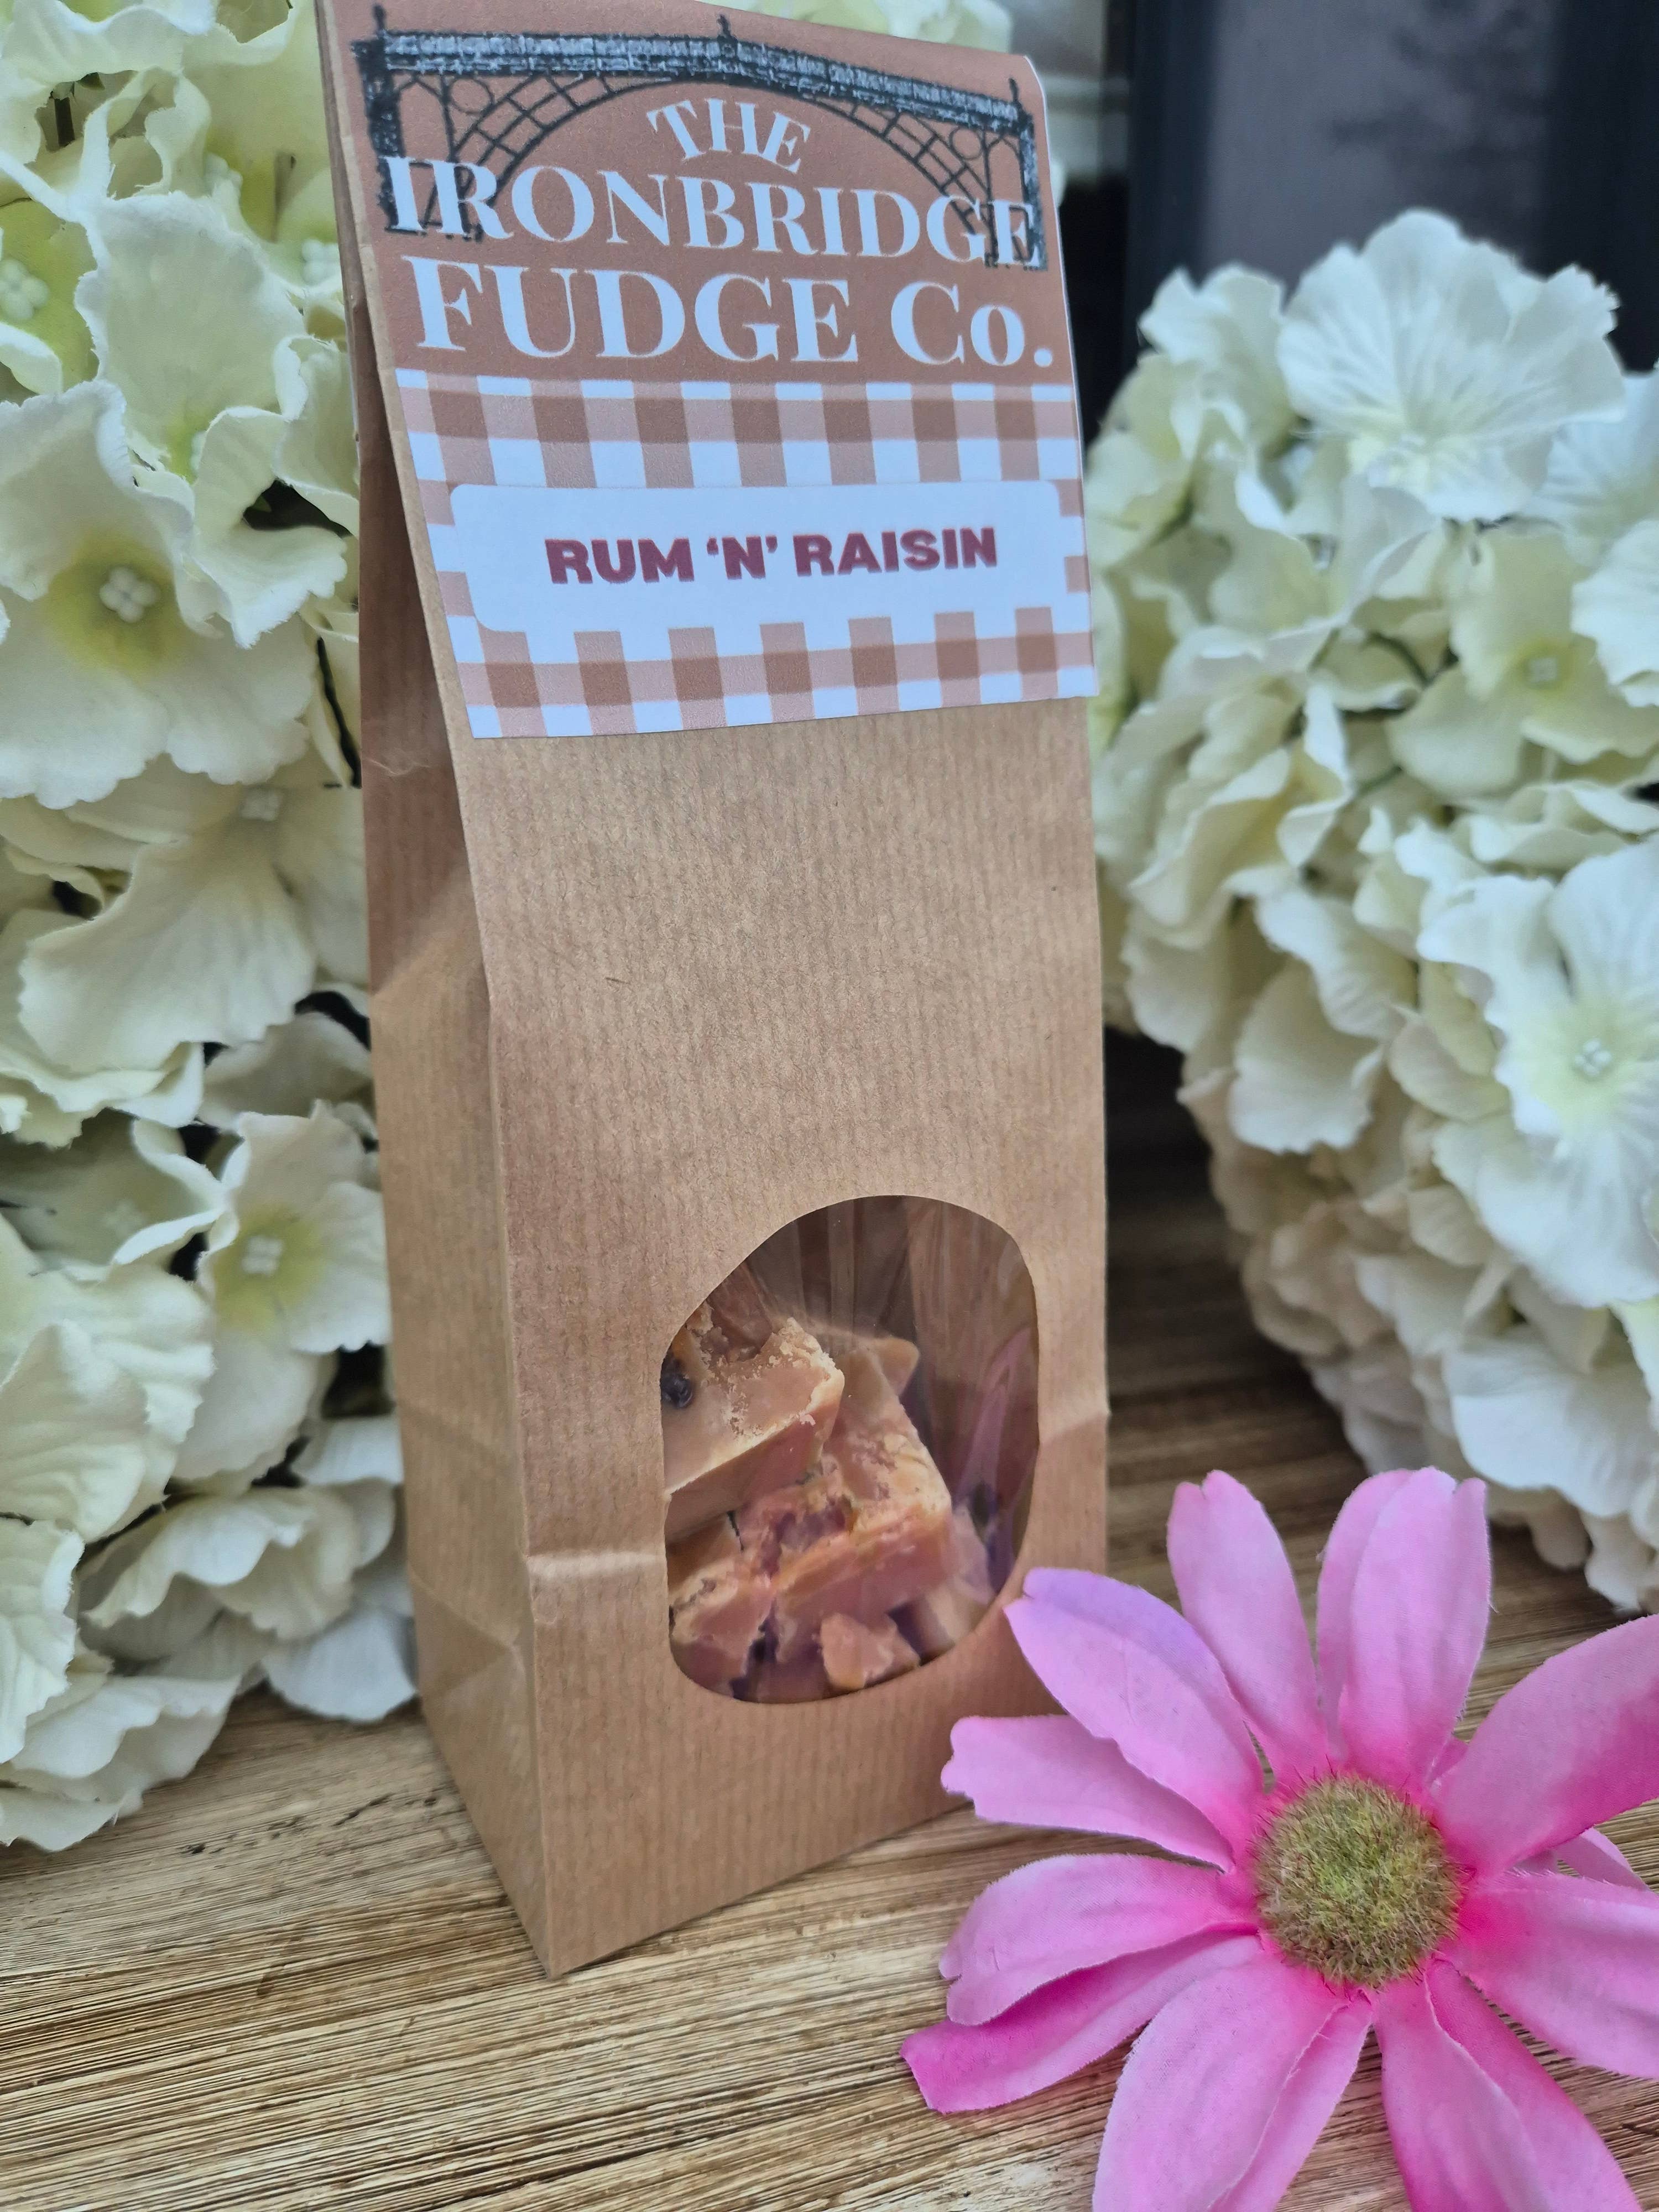 THE
IRONBRIDGE
FUDGE Co.
RUM ‘N’ RAISIN